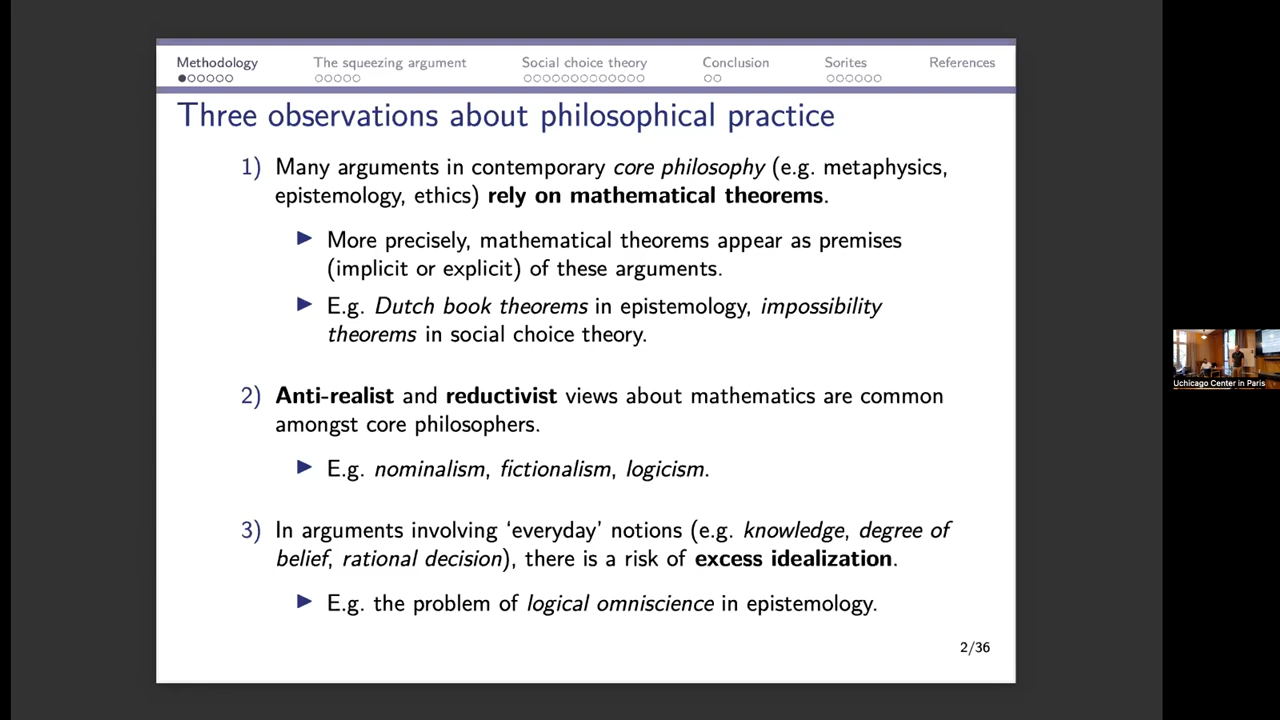 Methodology The squeezing argument Social choice theory Conclusion Sorites References
Three observations about philosophical practice
1) Many arguments in contemporary core philosophy (e.g. metaphysics,
epistemology, ethics) rely on mathematical theorems.
More precisely, mathematical theorems appear as premises
(implicit or explicit) of these arguments.
E.g. Dutch book theorems in epistemology, impossibility
theorems in social choice theory.
2) Anti-realist and reductivist views about mathematics are common
amongst core philosophers.
E.g. nominalism, fictionalism, logicism.
3) In arguments involving ‘everyday’ notions (e.g. knowledge, degree of
belief, rational decision), there is a risk of excess idealization.
E.g. the problem of logical omniscience in epistemology.
2/36
Uchicago Center in Paris